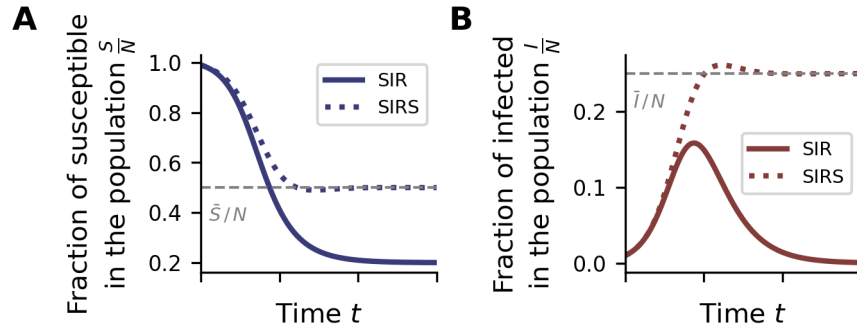 A
Fraction of susceptible
in the population S/N
1.0
0.8
0.6
0.4
0.2
SIR
SIRS
S̄/N
Time t
B
Fraction of infected
in the population I/N
0.2
0.1
0.0
Ī/N
SIR
SIRS
Time t